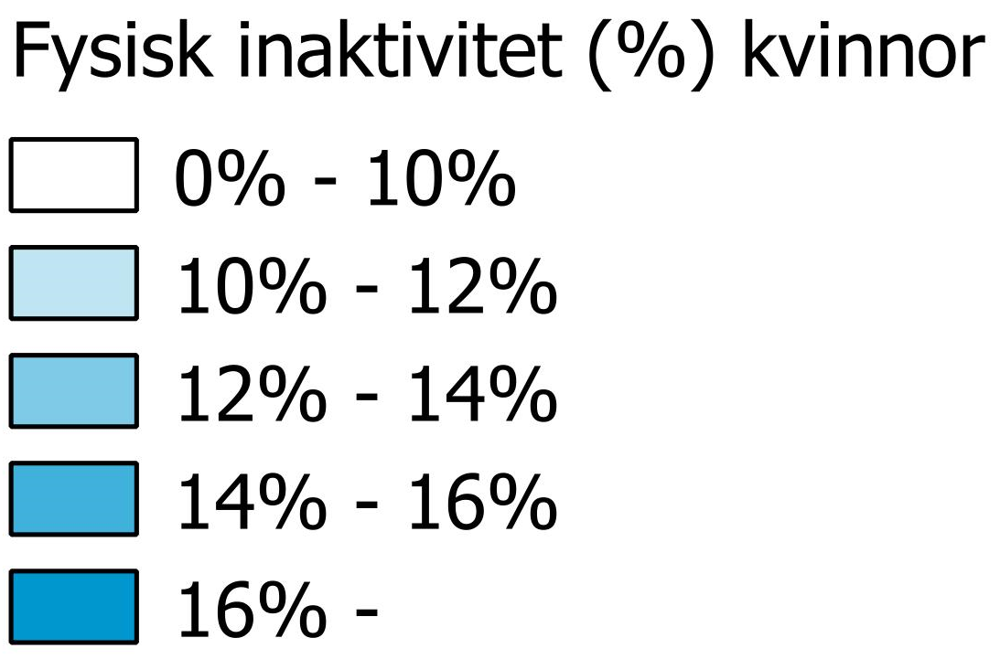 Fysisk inaktivitet (%) kvinnor
0% - 10%
10% - 12%
12% - 14%
14% - 16%
16% -